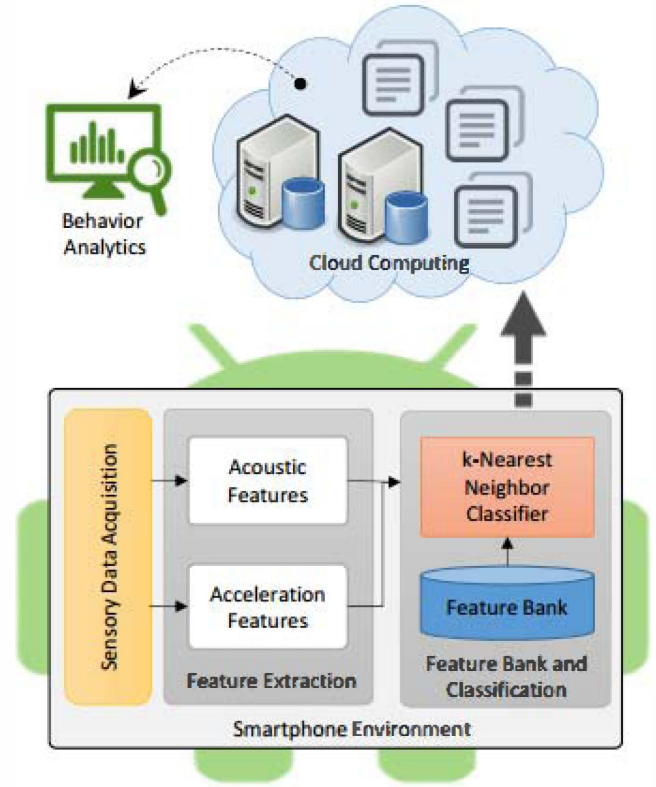 Behavior
Analytics
Cloud Computing
Sensory Data Acquisition
Acoustic
Features
Acceleration
Features
Feature Extraction
k-Nearest
Neighbor
Classifier
Feature Bank
Feature Bank and
Classification
Smartphone Environment